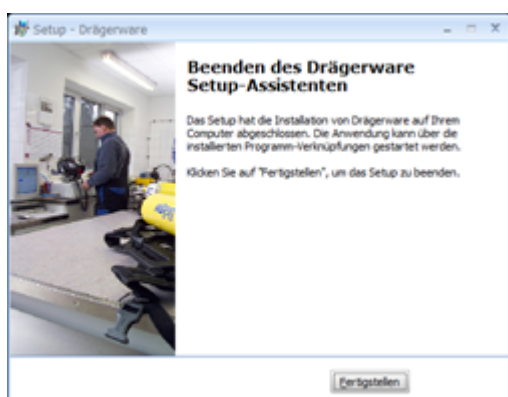 Setup - Drägerware
Beenden des Drägerware
Setup-Assistenten
Das Setup hat die Installation von Drägerware auf Ihrem
Computer abgeschlossen. Die Anwendung kann über die
installierten Programm-Verknüpfungen gestartet werden.
Klicken Sie auf "Fertigstellen", um das Setup zu beenden.
Fertigstellen